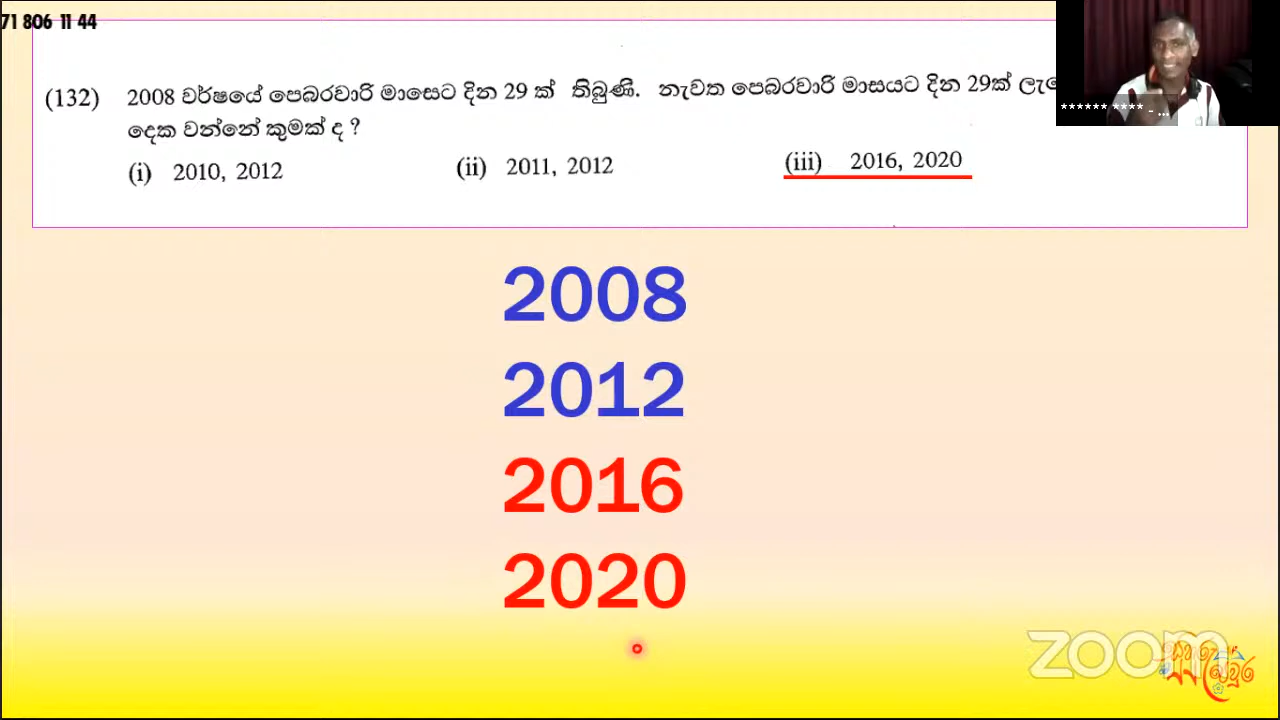 71 806 11 44
(132) 2008 වර්ෂයේ පෙබරවාරි මාසෙට දින 29 ක් තිබුණි. නැවත පෙබරවාරි මාසයට දින 29ක්
දෙක වන්නේ කුමක් ද ?
(i) 2010, 2012 (ii) 2011, 2012 (iii) 2016, 2020
****** **** - ...
2008
2012
2016
2020
zoom